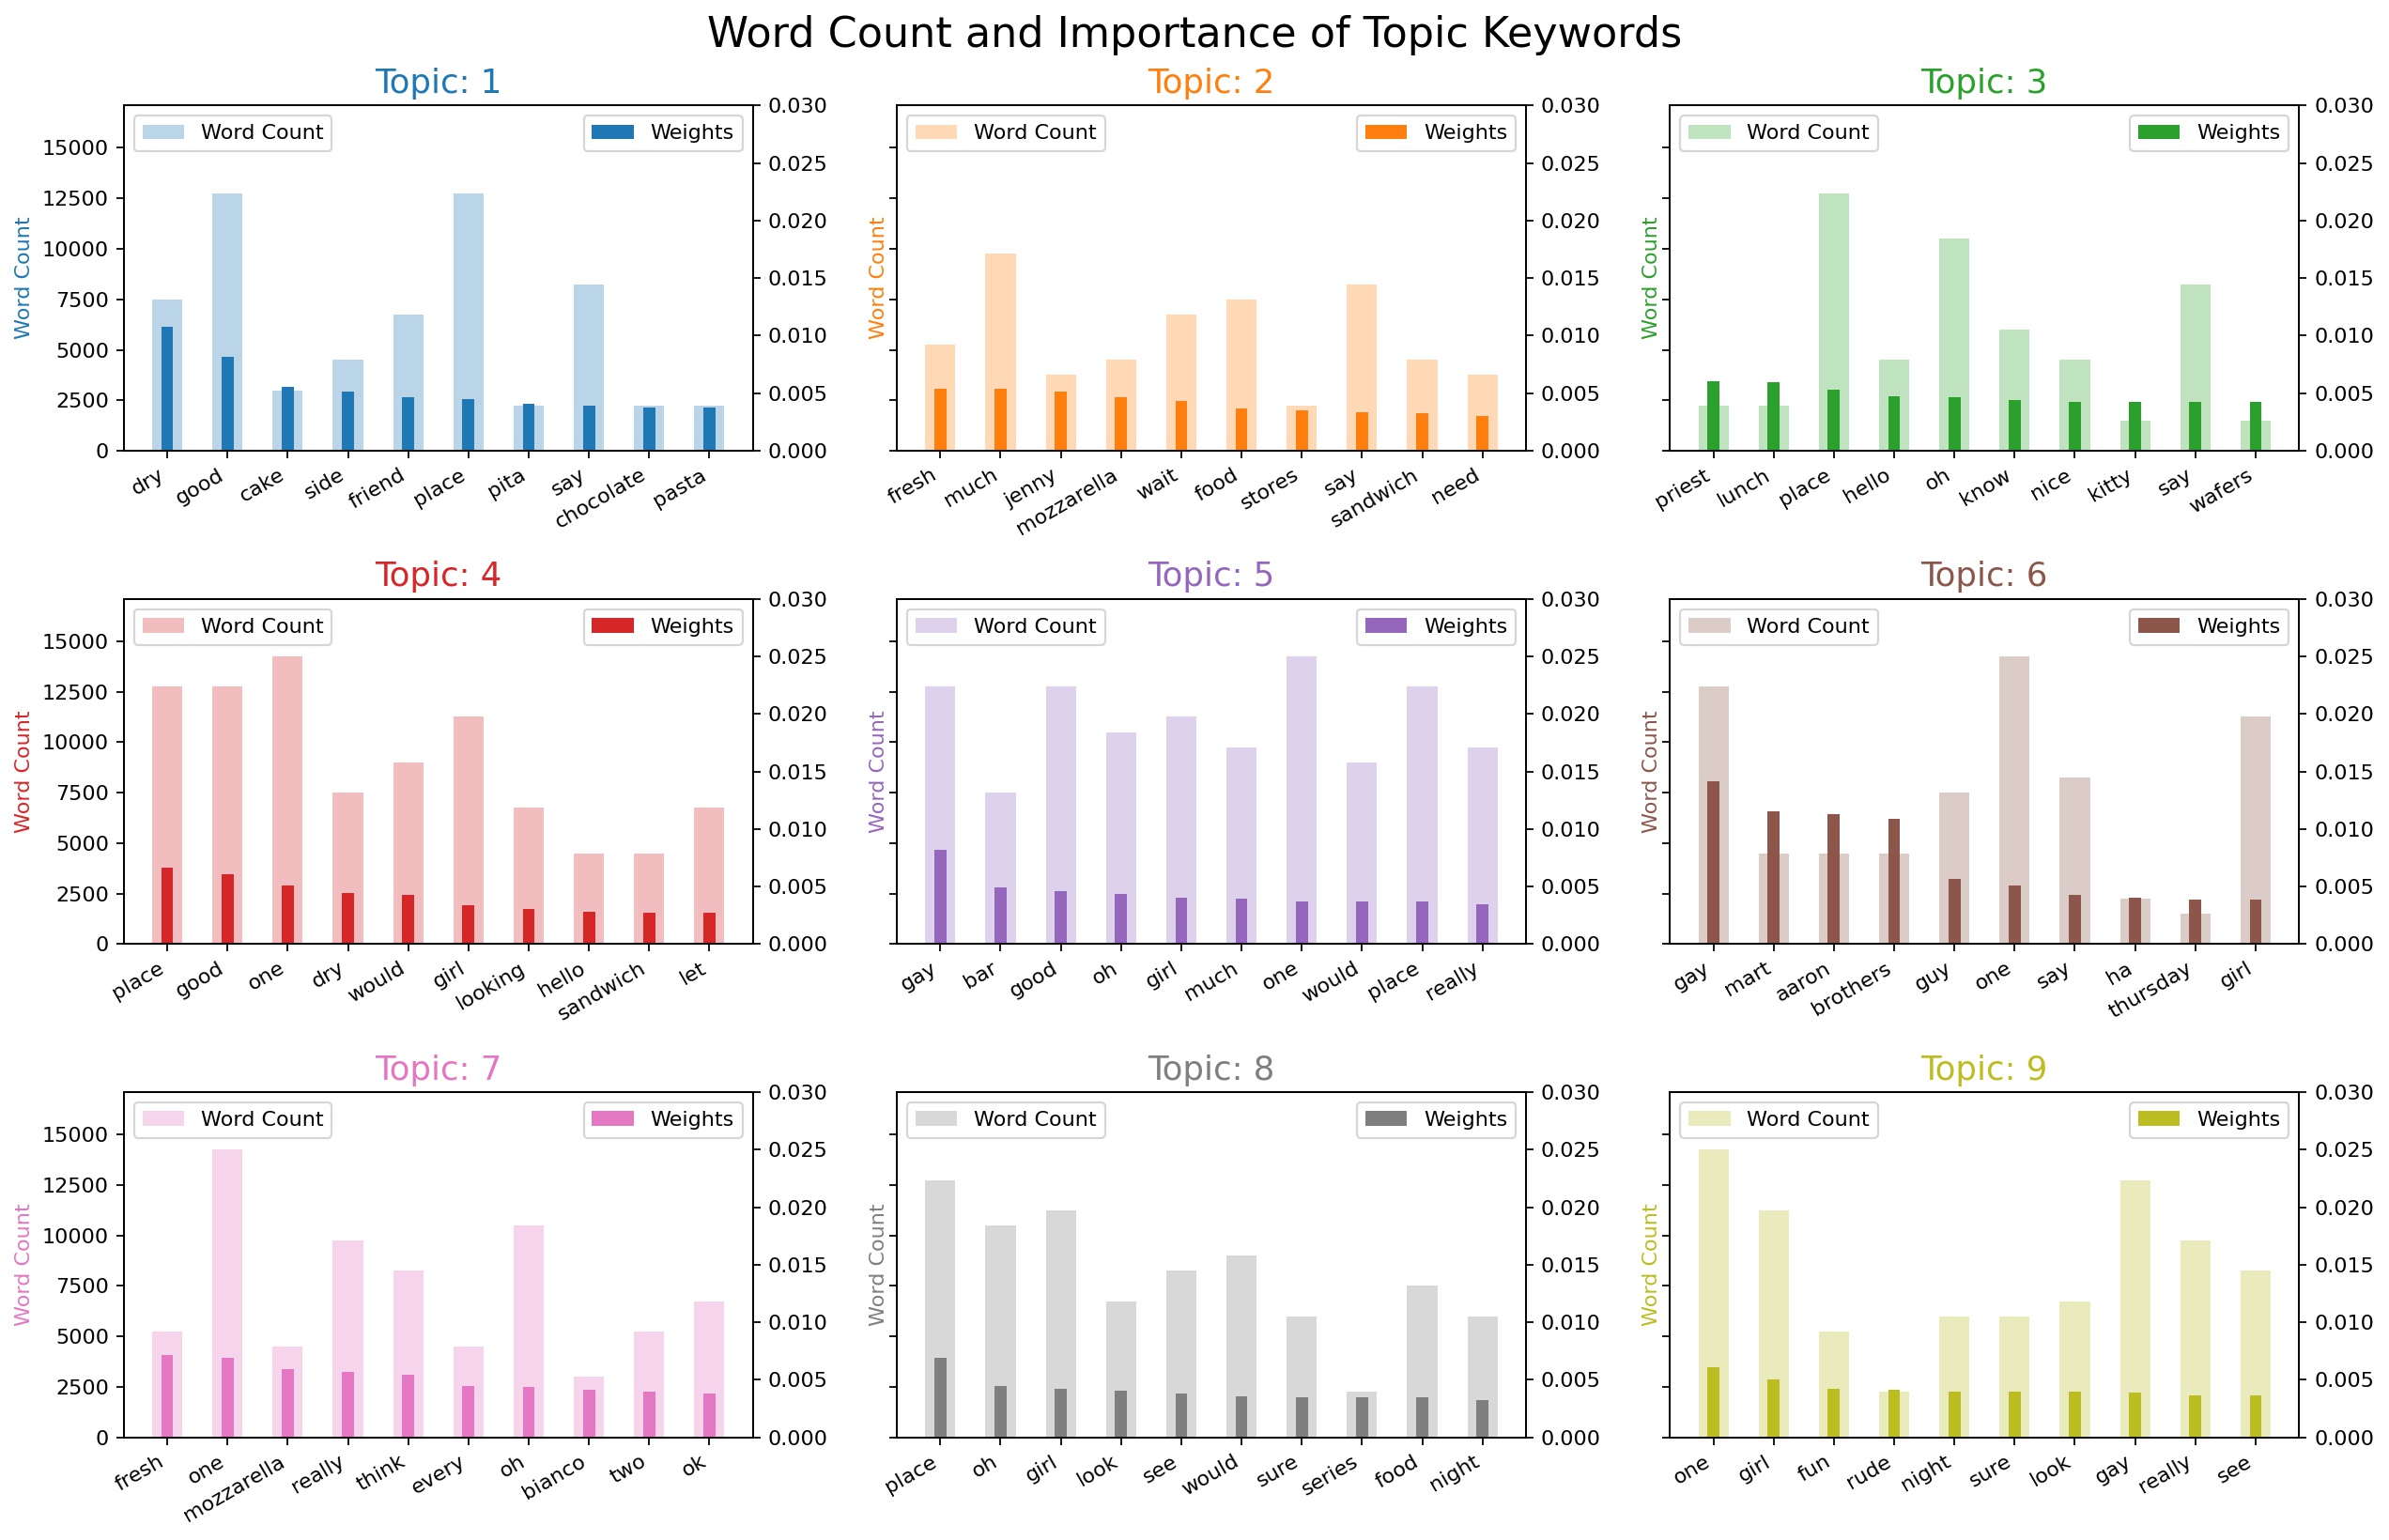 Word Count and Importance of Topic Keywords
Topic: 1
Word Count
Weights
Word Count
0
2500
5000
7500
10000
12500
15000
0.000
0.005
0.010
0.015
0.020
0.025
0.030
dry good cake side friend place pita say chocolate pasta
Topic: 2
Word Count
Weights
Word Count
0.000
0.005
0.010
0.015
0.020
0.025
0.030
fresh much jenny mozzarella wait food stores say sandwich need
Topic: 3
Word Count
Weights
Word Count
0.000
0.005
0.010
0.015
0.020
0.025
0.030
priest lunch place hello oh know nice kitty say wafers
Topic: 4
Word Count
Weights
Word Count
0
2500
5000
7500
10000
12500
15000
0.000
0.005
0.010
0.015
0.020
0.025
0.030
place good one dry would girl looking hello sandwich let
Topic: 5
Word Count
Weights
Word Count
0.000
0.005
0.010
0.015
0.020
0.025
0.030
gay bar good oh girl much one would place really
Topic: 6
Word Count
Weights
Word Count
0.000
0.005
0.010
0.015
0.020
0.025
0.030
gay mart aaron brothers guy one say ha thursday girl
Topic: 7
Word Count
Weights
Word Count
0
2500
5000
7500
10000
12500
15000
0.000
0.005
0.010
0.015
0.020
0.025
0.030
fresh one mozzarella really think every oh bianco two ok
Topic: 8
Word Count
Weights
Word Count
0.000
0.005
0.010
0.015
0.020
0.025
0.030
place oh girl look see would sure series food night
Topic: 9
Word Count
Weights
Word Count
0.000
0.005
0.010
0.015
0.020
0.025
0.030
one girl fun rude night sure look gay really see